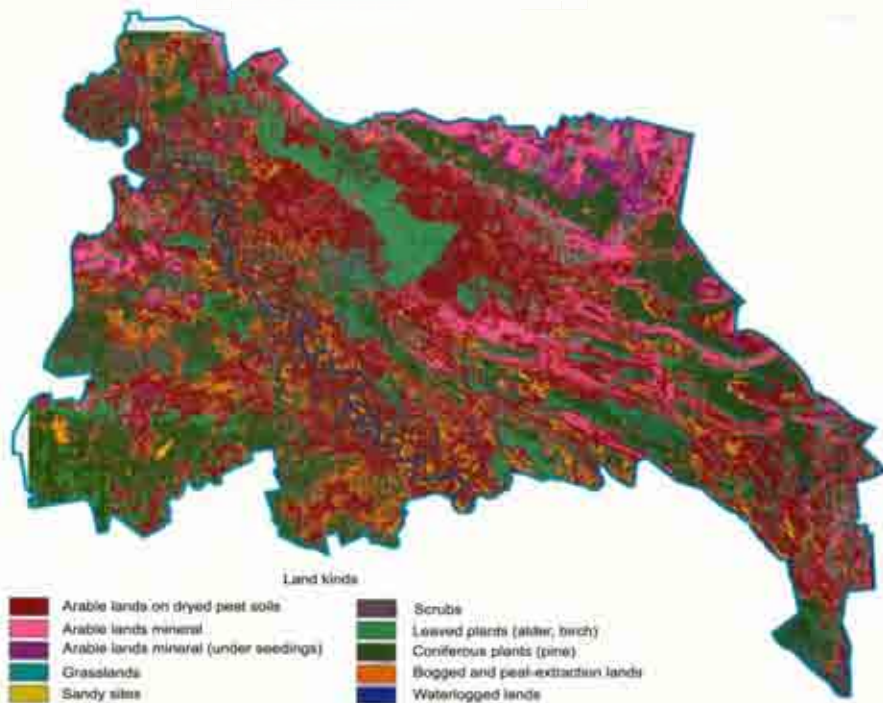 Land kinds
Arable lands on dryed peet soils
Arable lands mineral
Arable lands mineral (under seedings)
Grasslands
Sandy sites
Scrubs
Leaved plants (alder, birch)
Coniferous plants (pine)
Bogged and peat-extraction lands
Waterlogged lands